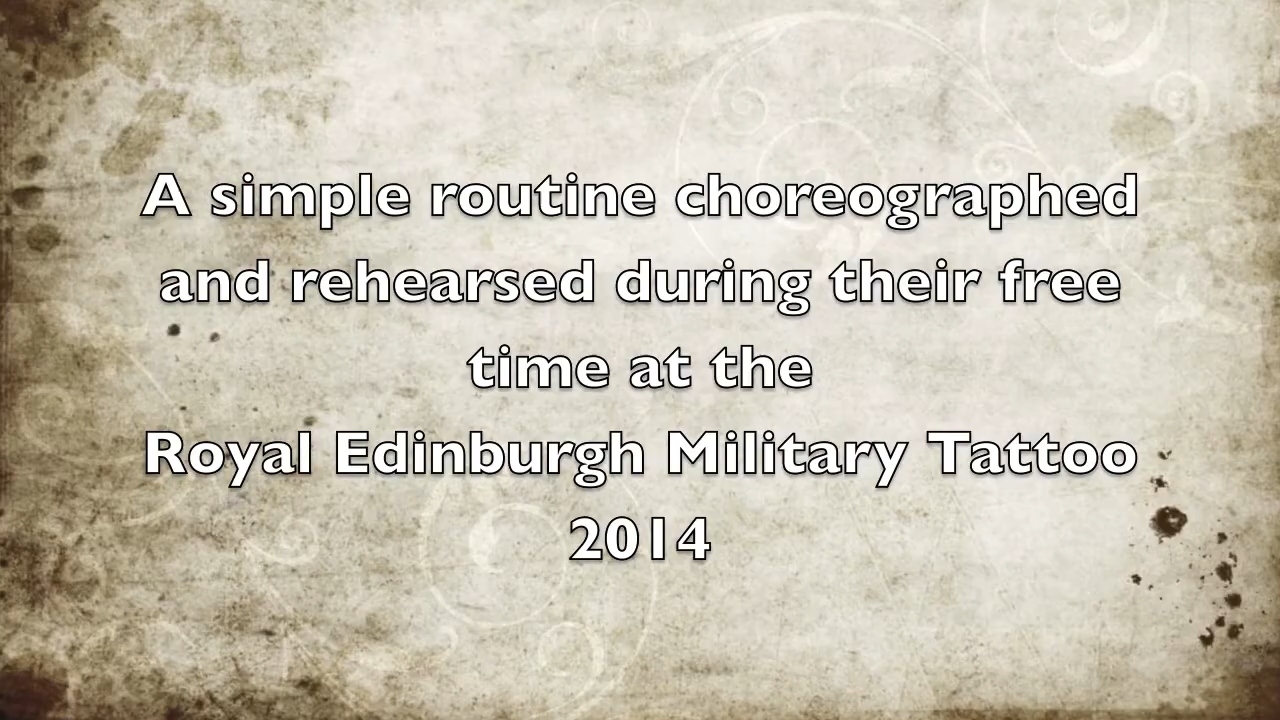 A simple routine choreographed
and rehearsed during their free
time at the
Royal Edinburgh Military Tattoo
2014